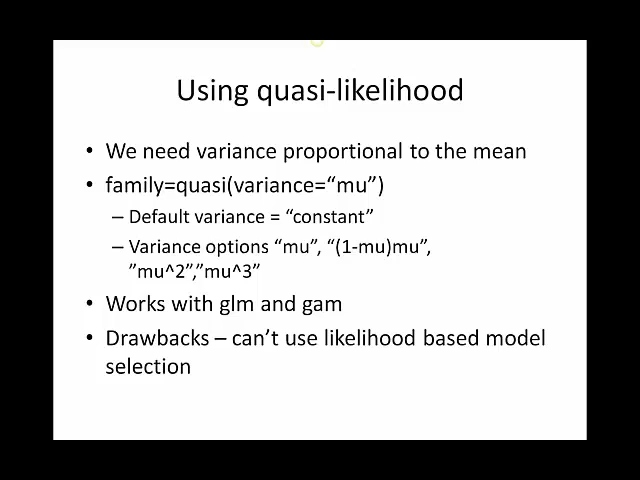 Using quasi-likelihood
• We need variance proportional to the mean
• family=quasi(variance=“mu”)
– Default variance = “constant”
– Variance options “mu”, “(1-mu)mu”,
”mu^2”,”mu^3”
• Works with glm and gam
• Drawbacks – can’t use likelihood based model
selection